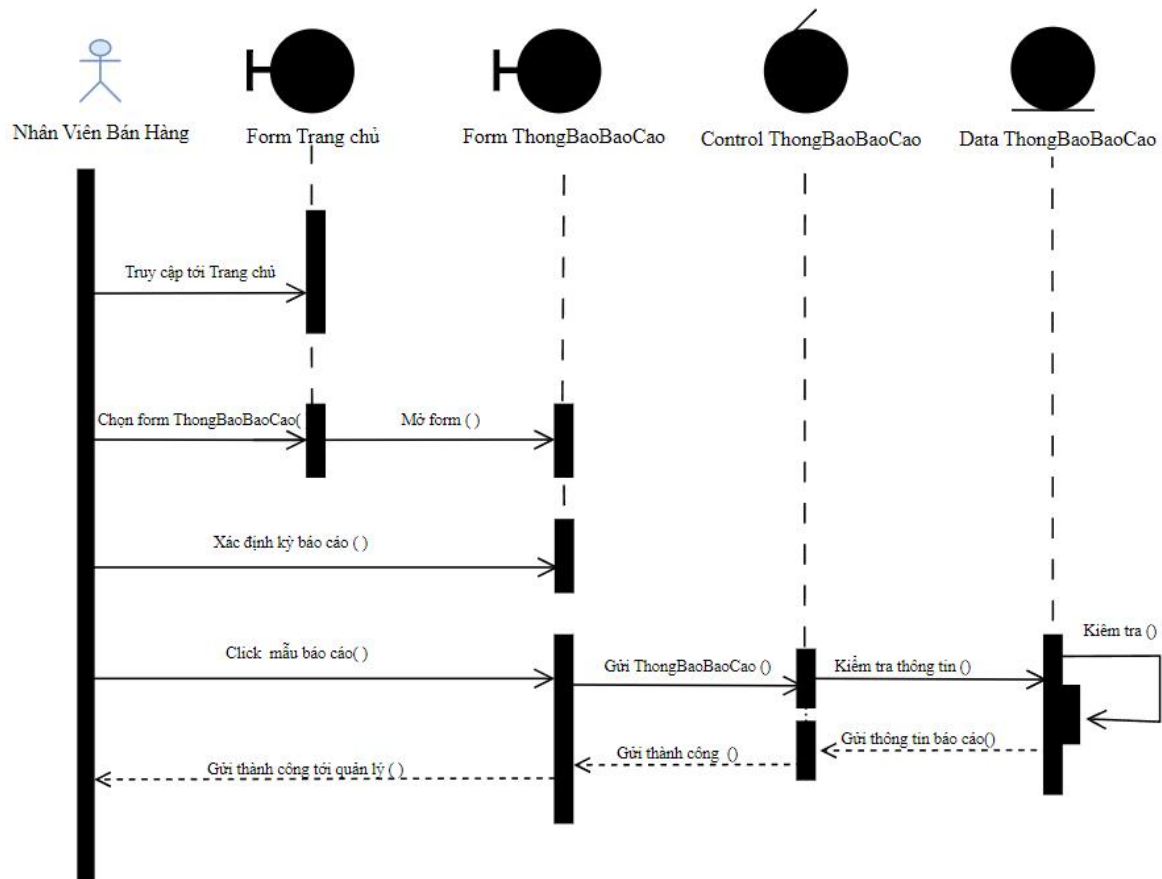 Nhân Viên Bán Hàng
Form Trang chủ
Form ThongBaoBaoCao
Control ThongBaoBaoCao
Data ThongBaoBaoCao
Truy cập tới Trang chủ
Chọn form ThongBaoBaoCao(
Mở form ( )
Xác định kỳ báo cáo ( )
Click mẫu báo cáo( )
Gửi ThongBaoBaoCao ()
Kiểm tra thông tin ()
Kiêm tra ()
Gửi thông tin báo cáo()
Gửi thành công ()
Gửi thành công tới quản lý ( )